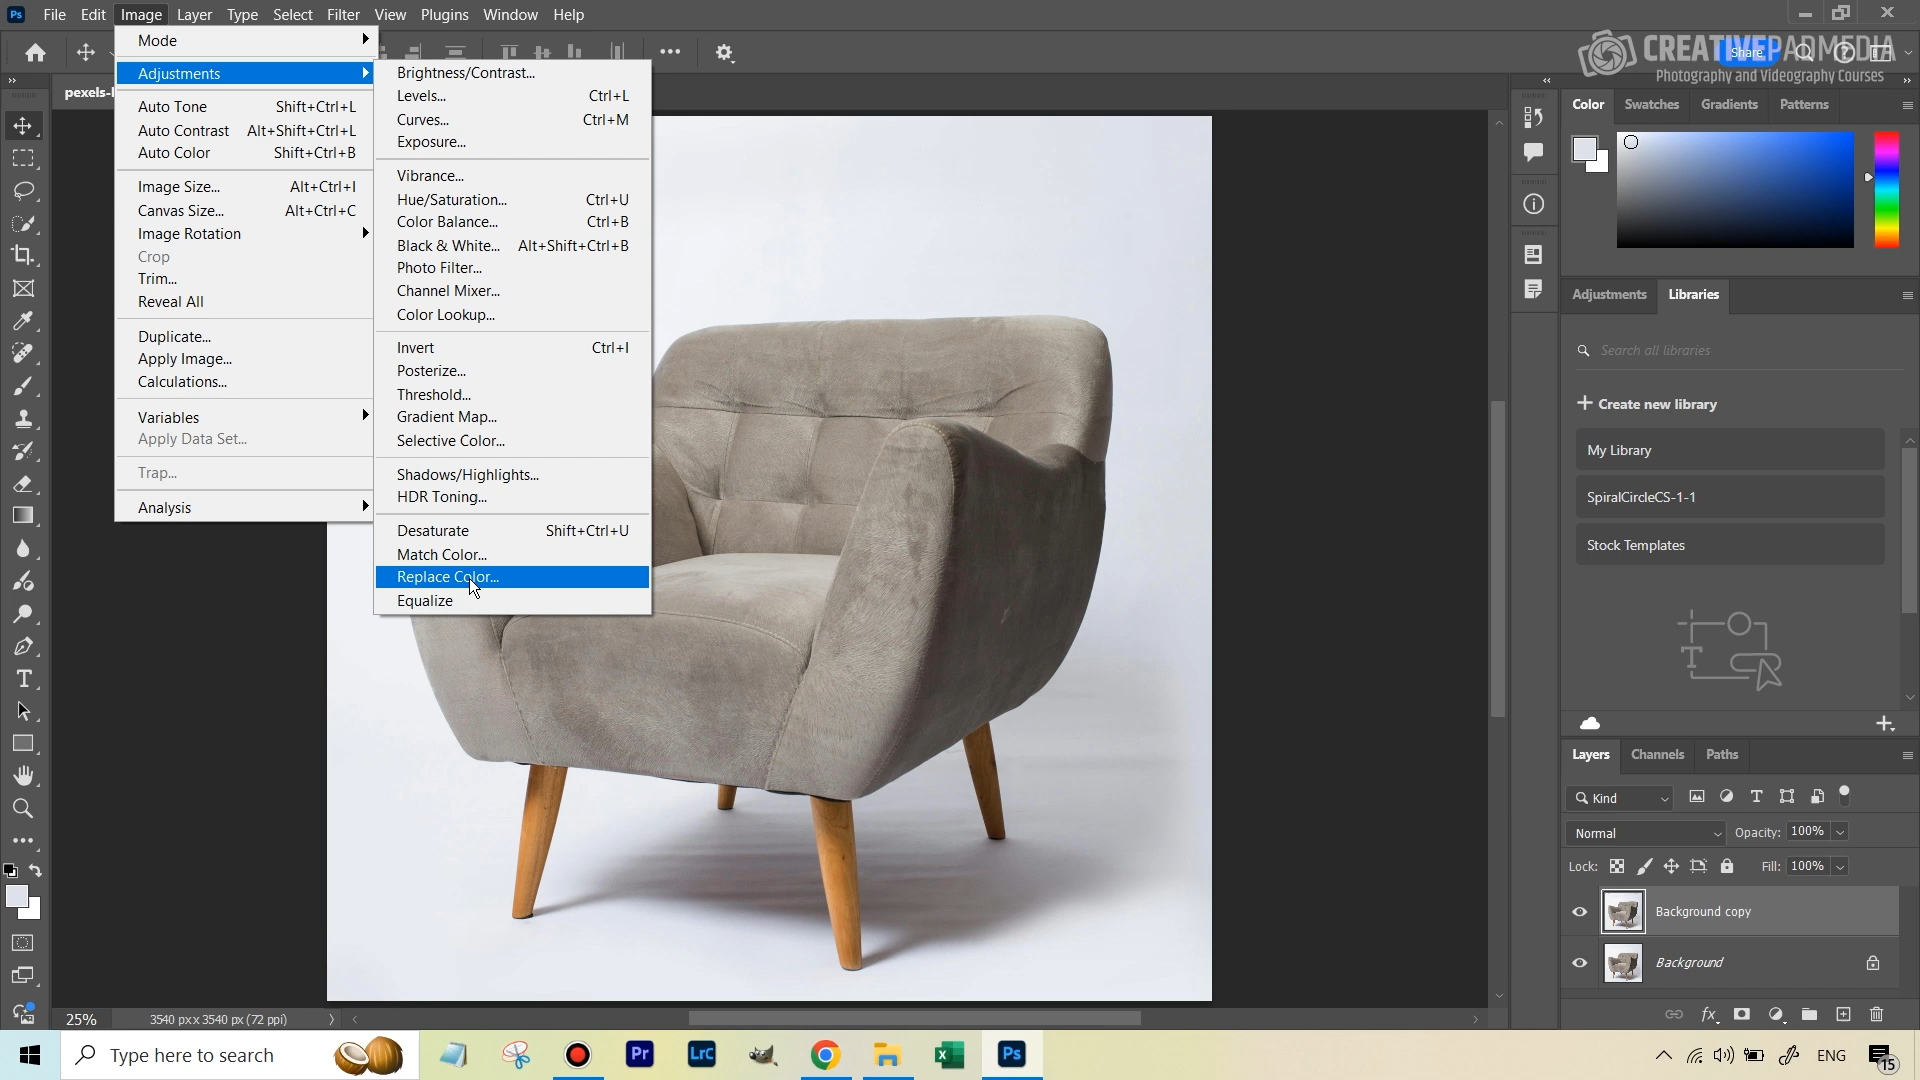 Ps File Edit Image Layer Type Select Filter View Plugins Window Help
Share
CREATIVEPADMEDIA
Photography and Videography Courses
Mode
Adjustments
Auto Tone Shift+Ctrl+L
Auto Contrast Alt+Shift+Ctrl+L
Auto Color Shift+Ctrl+B
Image Size... Alt+Ctrl+I
Canvas Size... Alt+Ctrl+C
Image Rotation
Crop
Trim...
Reveal All
Duplicate...
Apply Image...
Calculations...
Variables
Apply Data Set...
Trap...
Analysis
Brightness/Contrast...
Levels... Ctrl+L
Curves... Ctrl+M
Exposure...
Vibrance...
Hue/Saturation... Ctrl+U
Color Balance... Ctrl+B
Black & White... Alt+Shift+Ctrl+B
Photo Filter...
Channel Mixer...
Color Lookup...
Invert Ctrl+I
Posterize...
Threshold...
Gradient Map...
Selective Color...
Shadows/Highlights...
HDR Toning...
Desaturate Shift+Ctrl+U
Match Color...
Replace Color...
Equalize
Color Swatches Gradients Patterns
Adjustments Libraries
Search all libraries
+ Create new library
My Library
SpiralCircleCS-1-1
Stock Templates
Layers Channels Paths
Kind
Normal Opacity: 100%
Lock: Fill: 100%
Background copy
Background
25% 3540 px x 3540 px (72 ppi)
Type here to search
Pr LrC Ps
ENG 15